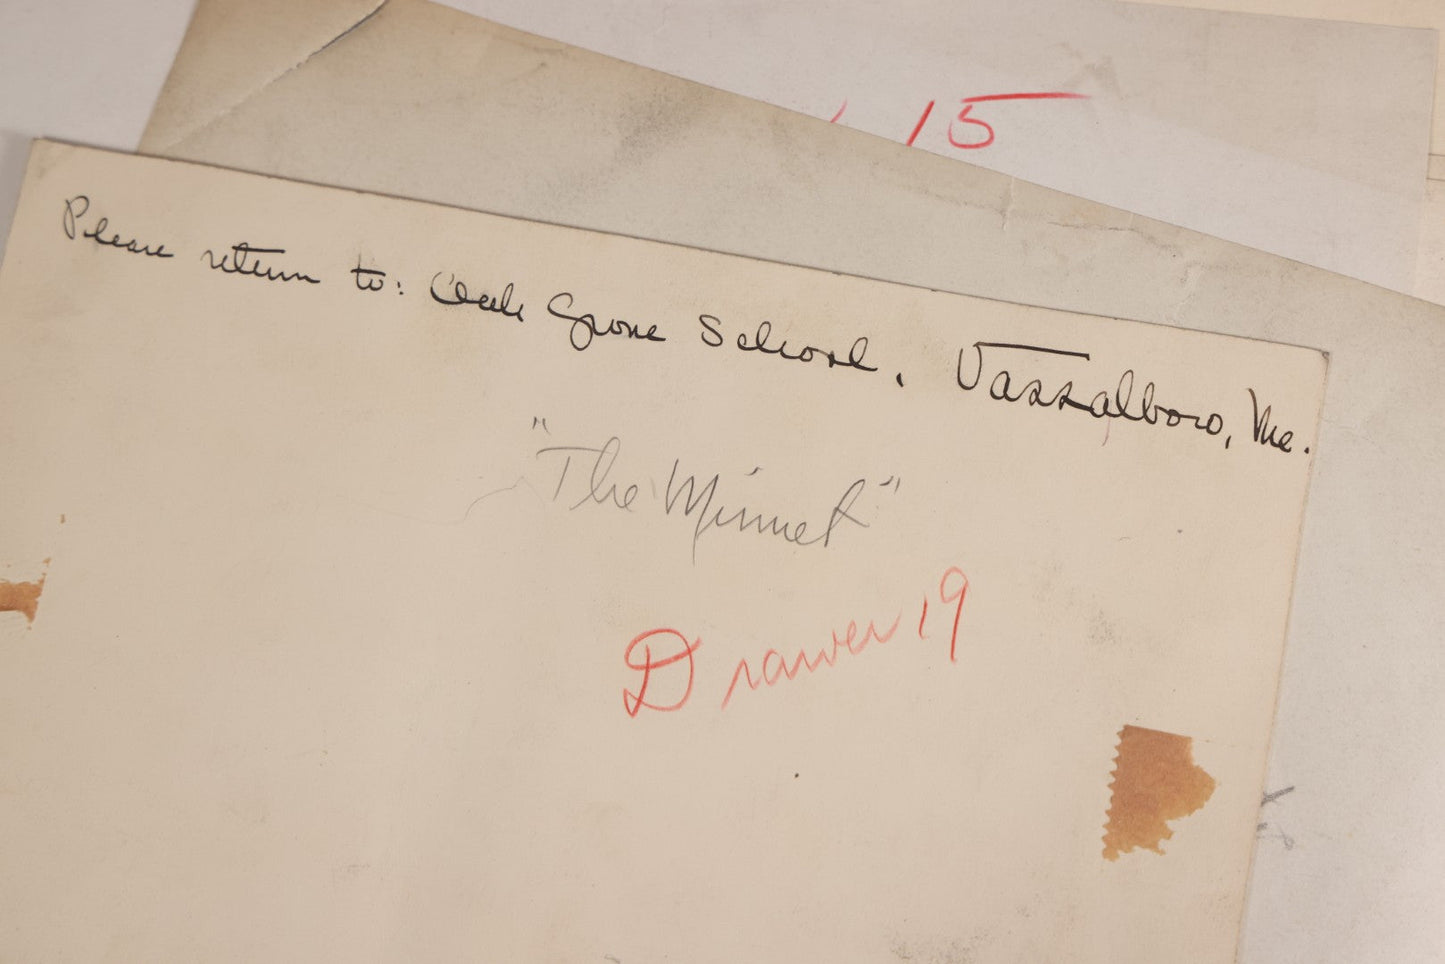 15
Please return to: Oak Grove School, Vassalboro, Me.
"The Minuet"
Drawer 19